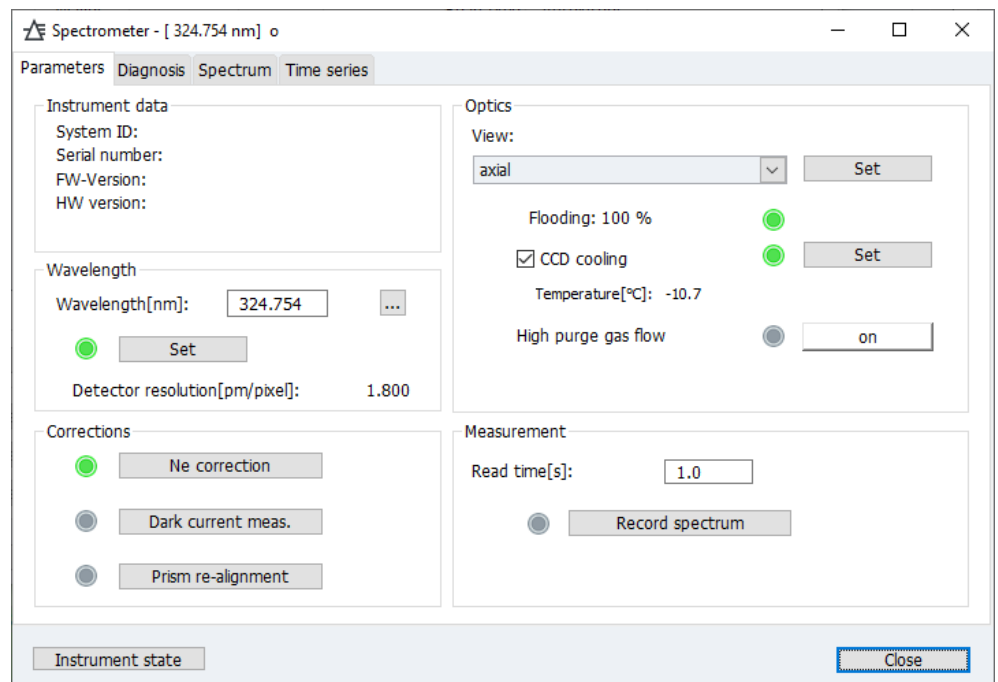 Spectrometer - [ 324.754 nm] o
Parameters Diagnosis Spectrum Time series
Instrument data
System ID:
Serial number:
FW-Version:
HW version:
Wavelength
Wavelength[nm]: 324.754 ...
Set
Detector resolution[pm/pixel]: 1.800
Corrections
Ne correction
Dark current meas.
Prism re-alignment
Optics
View:
axial Set
Flooding: 100 %
CCD cooling Set
Temperature[°C]: -10.7
High purge gas flow on
Measurement
Read time[s]: 1.0
Record spectrum
Instrument state Close